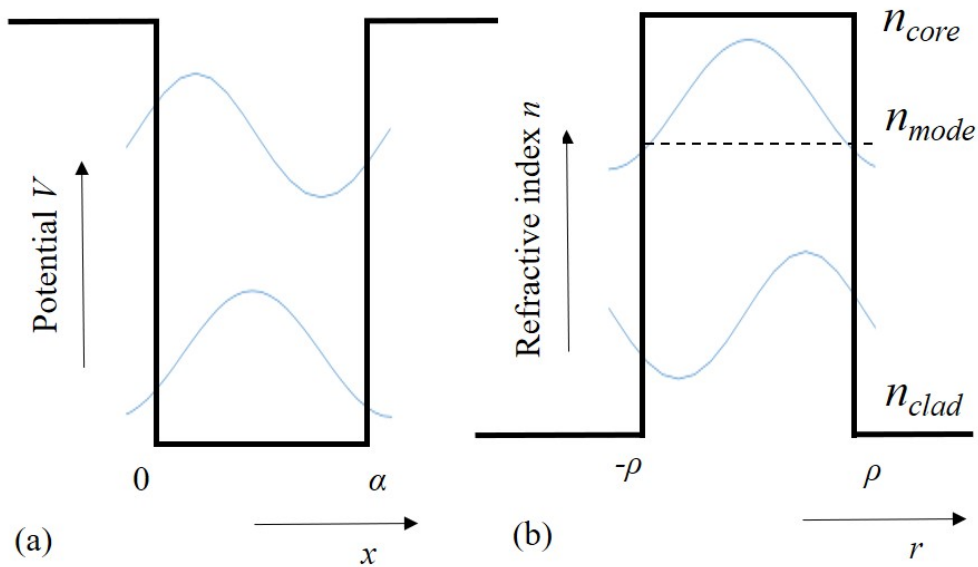 Potential V
0
α
(a)
x
Refractive index n
n_core
n_mode
n_clad
-ρ
ρ
(b)
r